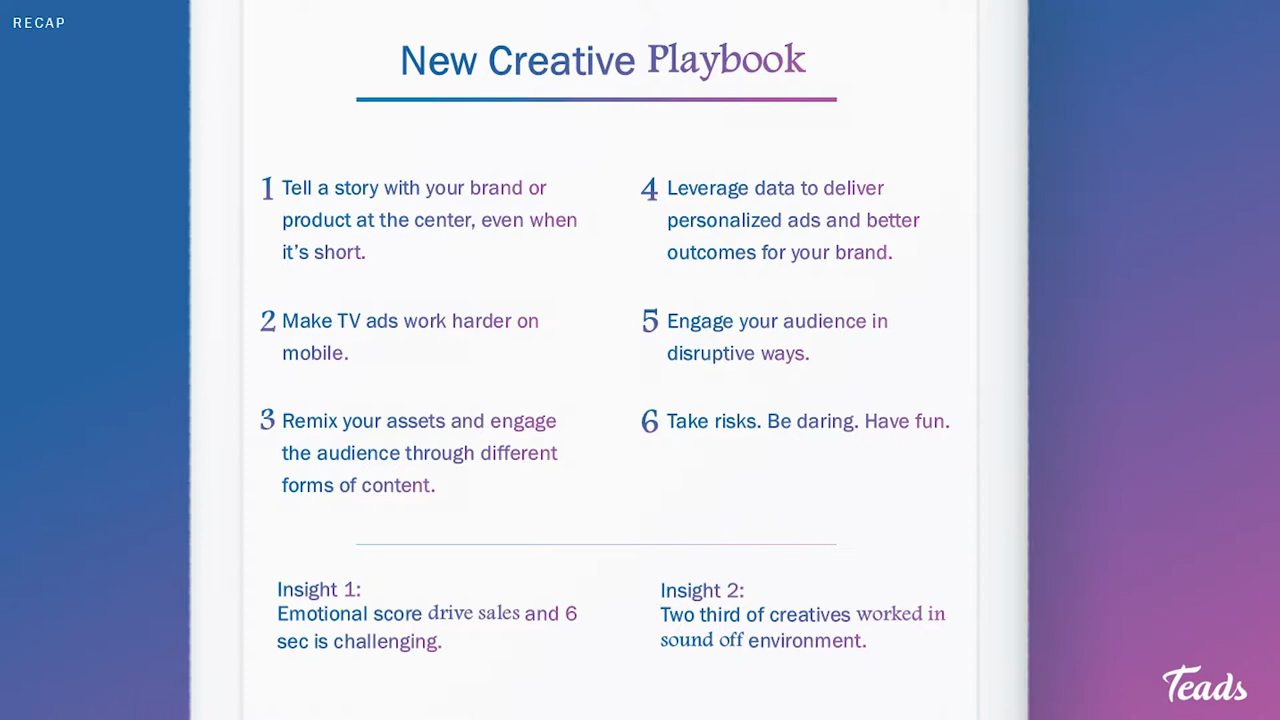 RECAP
New Creative Playbook
1 Tell a story with your brand or
product at the center, even when
it’s short.
2 Make TV ads work harder on
mobile.
3 Remix your assets and engage
the audience through different
forms of content.
4 Leverage data to deliver
personalized ads and better
outcomes for your brand.
5 Engage your audience in
disruptive ways.
6 Take risks. Be daring. Have fun.
Insight 1:
Emotional score drive sales and 6
sec is challenging.
Insight 2:
Two third of creatives worked in
sound off environment.
Teads